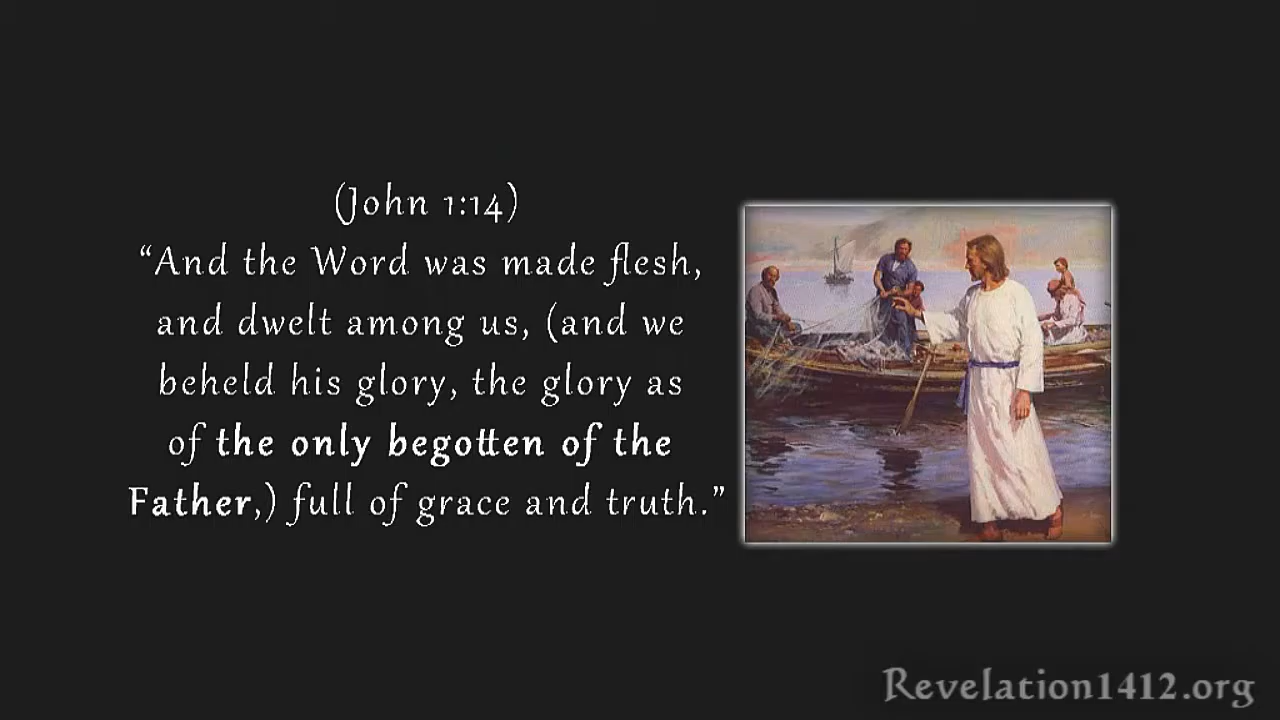 (John 1:14)
“And the Word was made flesh,
and dwelt among us, (and we
beheld his glory, the glory as
of the only begotten of the
Father,) full of grace and truth.”
Revelation1412.org